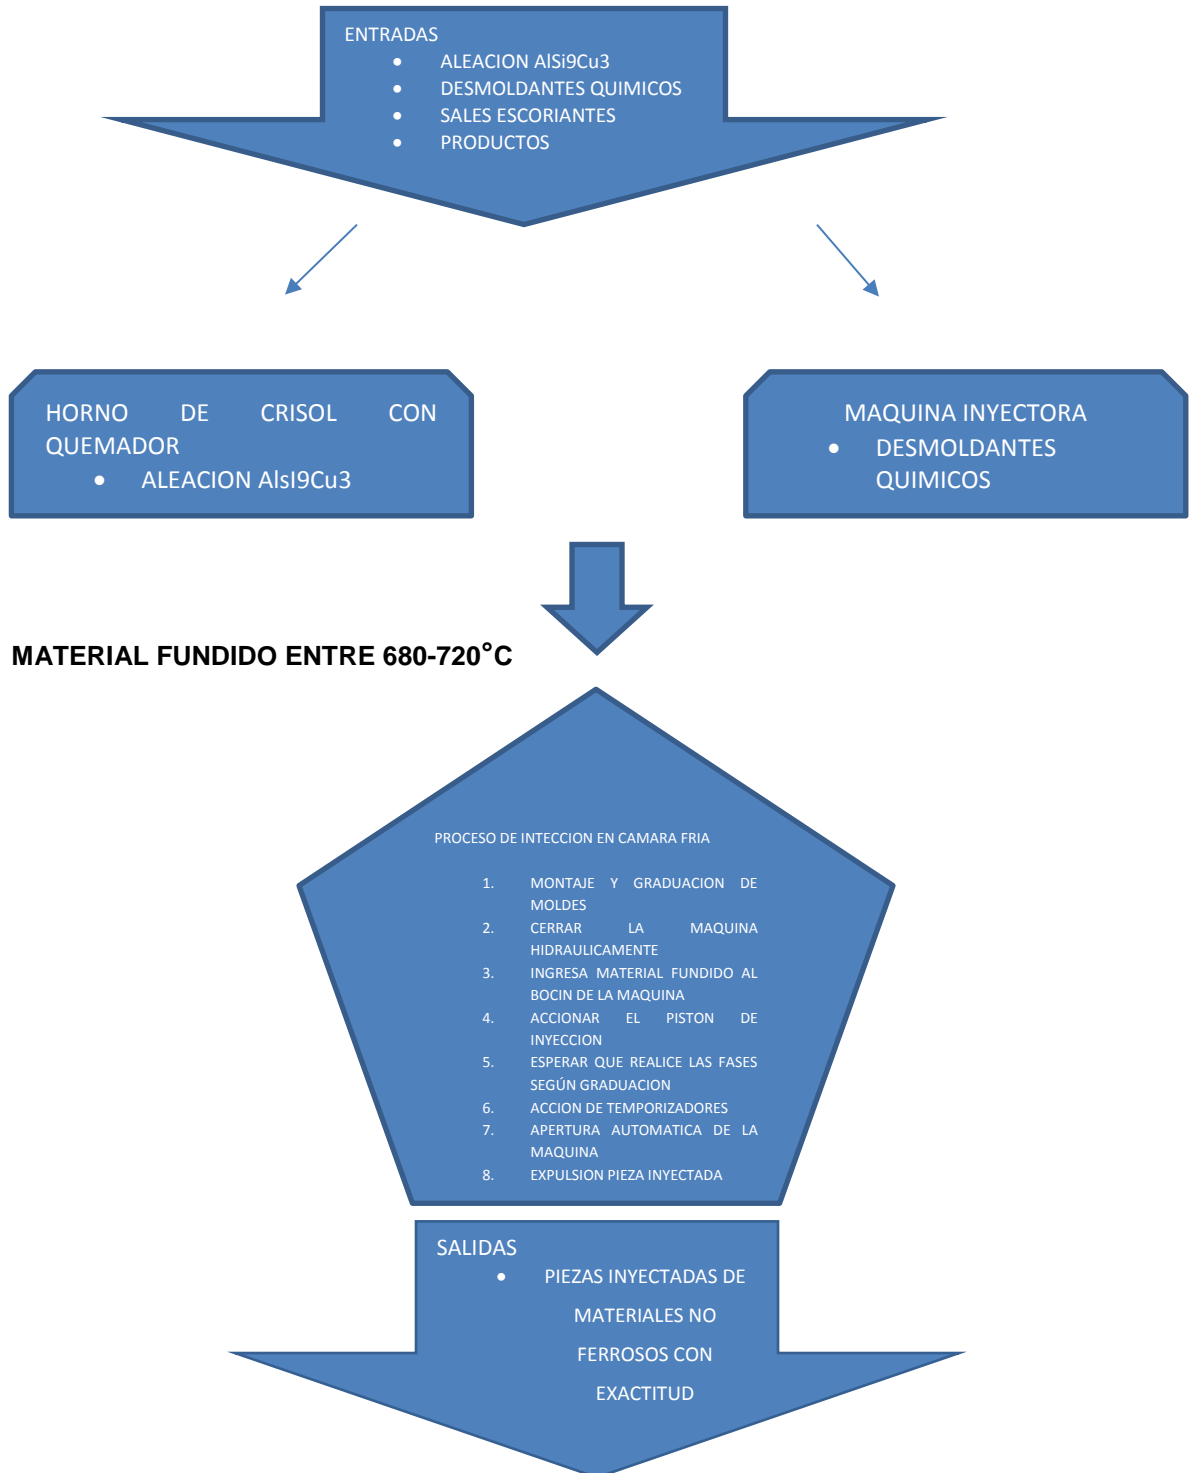 ENTRADAS
• ALEACION AlSi9Cu3
• DESMOLDANTES QUIMICOS
• SALES ESCORIANTES
• PRODUCTOS
HORNO DE CRISOL CON
QUEMADOR
• ALEACION AlsI9Cu3
MAQUINA INYECTORA
• DESMOLDANTES
QUIMICOS
MATERIAL FUNDIDO ENTRE 680-720°C
PROCESO DE INTECCION EN CAMARA FRIA
1. MONTAJE Y GRADUACION DE
MOLDES
2. CERRAR LA MAQUINA
HIDRAULICAMENTE
3. INGRESA MATERIAL FUNDIDO AL
BOCIN DE LA MAQUINA
4. ACCIONAR EL PISTON DE
INYECCION
5. ESPERAR QUE REALICE LAS FASES
SEGÚN GRADUACION
6. ACCION DE TEMPORIZADORES
7. APERTURA AUTOMATICA DE LA
MAQUINA
8. EXPULSION PIEZA INYECTADA
SALIDAS
• PIEZAS INYECTADAS DE
MATERIALES NO
FERROSOS CON
EXACTITUD